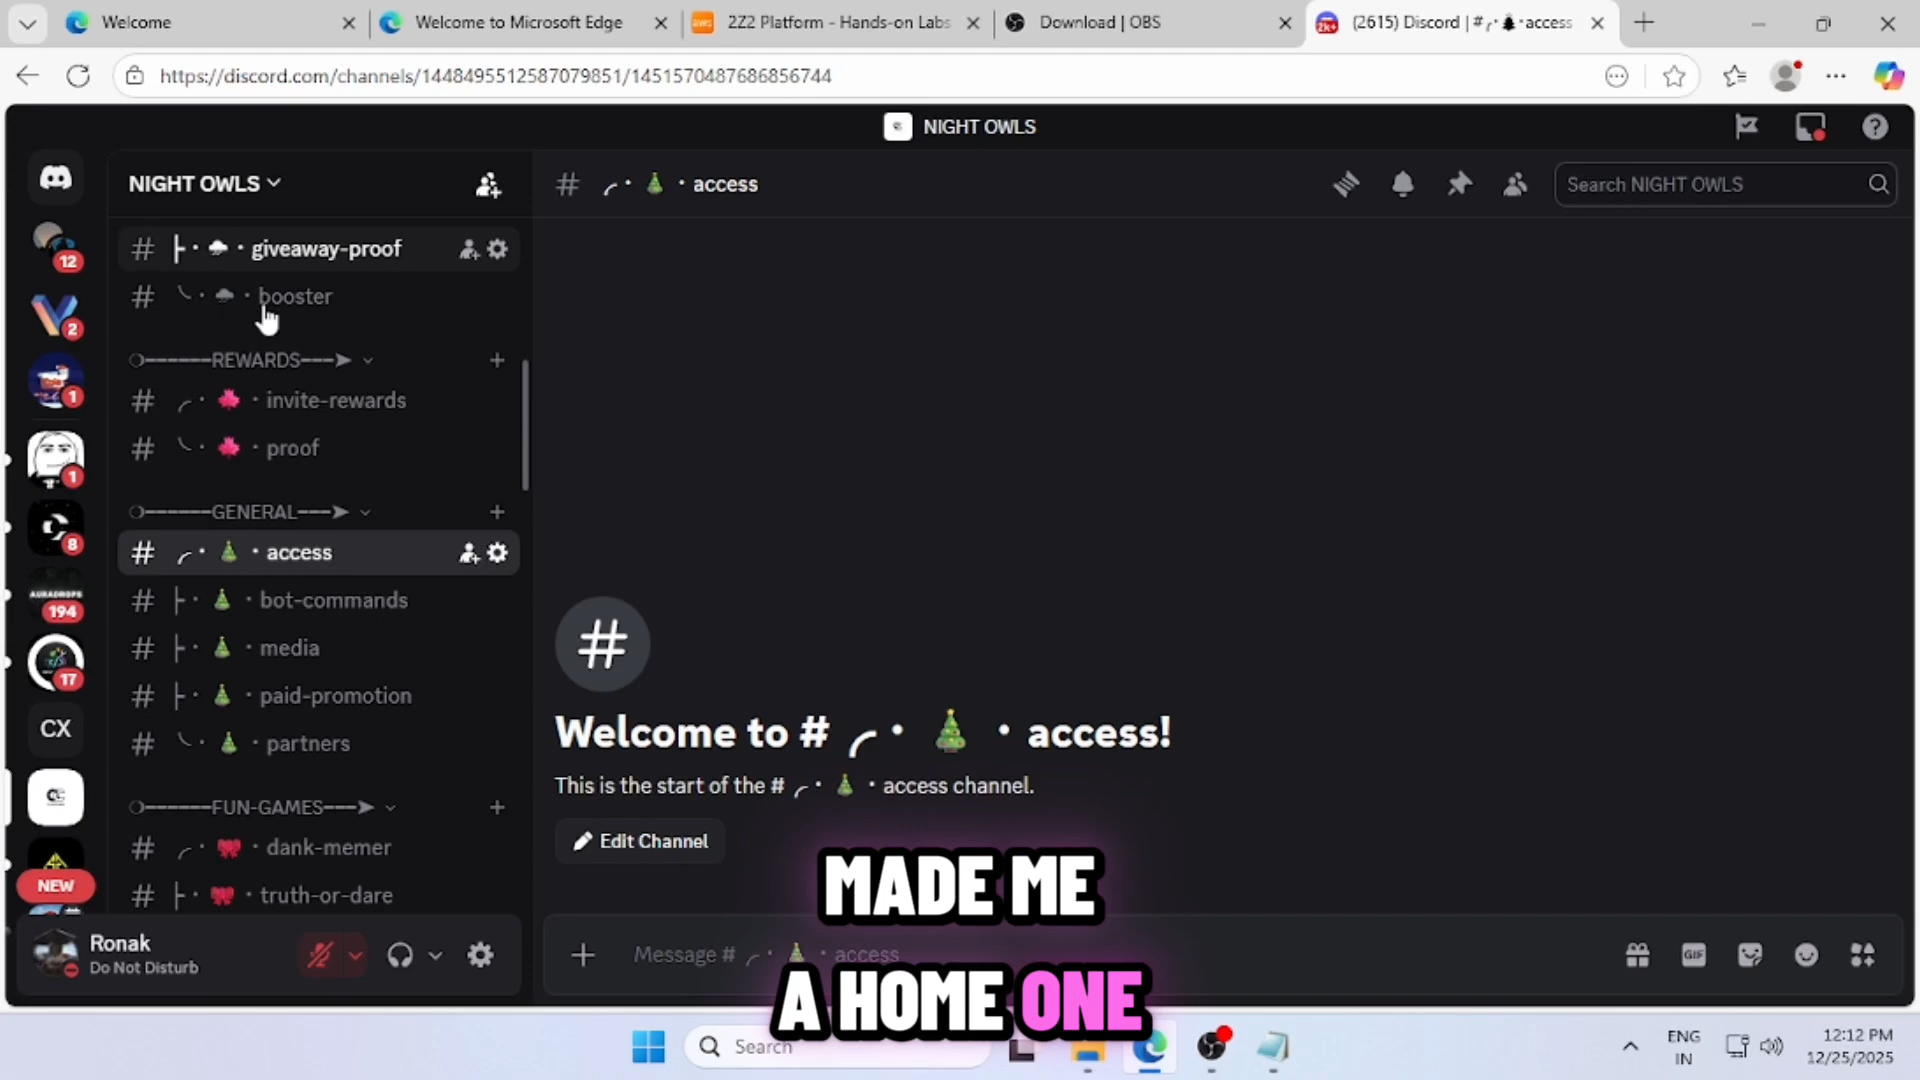 Welcome
Welcome to Microsoft Edge
2Z2 Platform - Hands-on Labs
Download | OBS
(2615) Discord | #╭・🌲・access
https://discord.com/channels/1448495512587079851/1451570487686856744
NIGHT OWLS
NIGHT OWLS
# ╭・🎄・access
Search NIGHT OWLS
# ├・🌩・giveaway-proof
# ╰・🌩・booster
REWARDS
# ╭・🍁・invite-rewards
# ╰・🍁・proof
GENERAL
# ╭・🎄・access
# ├・🎄・bot-commands
# ├・🎄・media
# ├・🎄・paid-promotion
# ╰・🎄・partners
FUN-GAMES
# ╭・🎀・dank-memer
# ├・🎀・truth-or-dare
12
2
1
1
8
AURADROPS
194
17
CX
NEW
Welcome to # ╭・🎄・access!
This is the start of the # ╭・🎄・access channel.
Edit Channel
MADE ME
A HOME ONE
Ronak
Do Not Disturb
Message # ╭・🎄・access
GIF
Search
ENG
IN
12:12 PM
12/25/2025